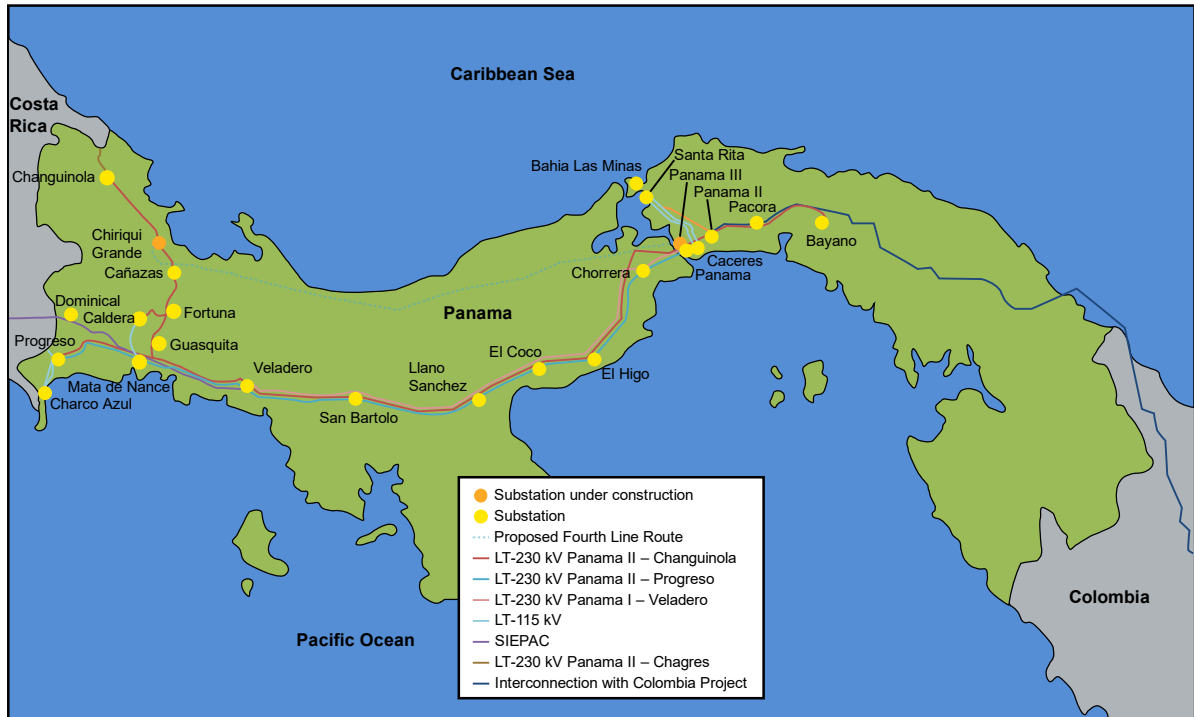 Caribbean Sea
Costa
Rica
Changuinola
Chiriqui
Grande
Cañazas
Dominical
Caldera
Fortuna
Progreso
Guasquita
Mata de Nance
Charco Azul
Veladero
San Bartolo
Llano
Sanchez
El Coco
El Higo
Panama
Chorrera
Bahia Las Minas
Santa Rita
Panama III
Panama II
Pacora
Bayano
Caceres
Panama
Colombia
Pacific Ocean
Substation under construction
Substation
Proposed Fourth Line Route
LT-230 kV Panama II – Changuinola
LT-230 kV Panama II – Progreso
LT-230 kV Panama I – Veladero
LT-115 kV
SIEPAC
LT-230 kV Panama II – Chagres
Interconnection with Colombia Project